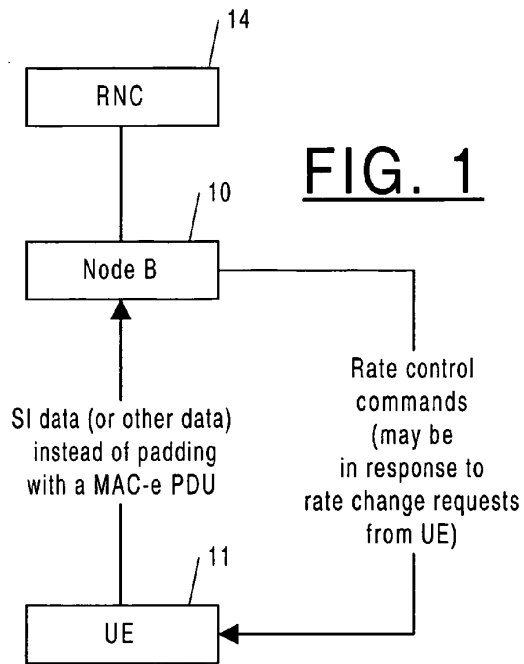 14
RNC
FIG. 1
10
Node B
SI data (or other data)
instead of padding
with a MAC-e PDU
Rate control
commands
(may be
in response to
rate change requests
from UE)
11
UE